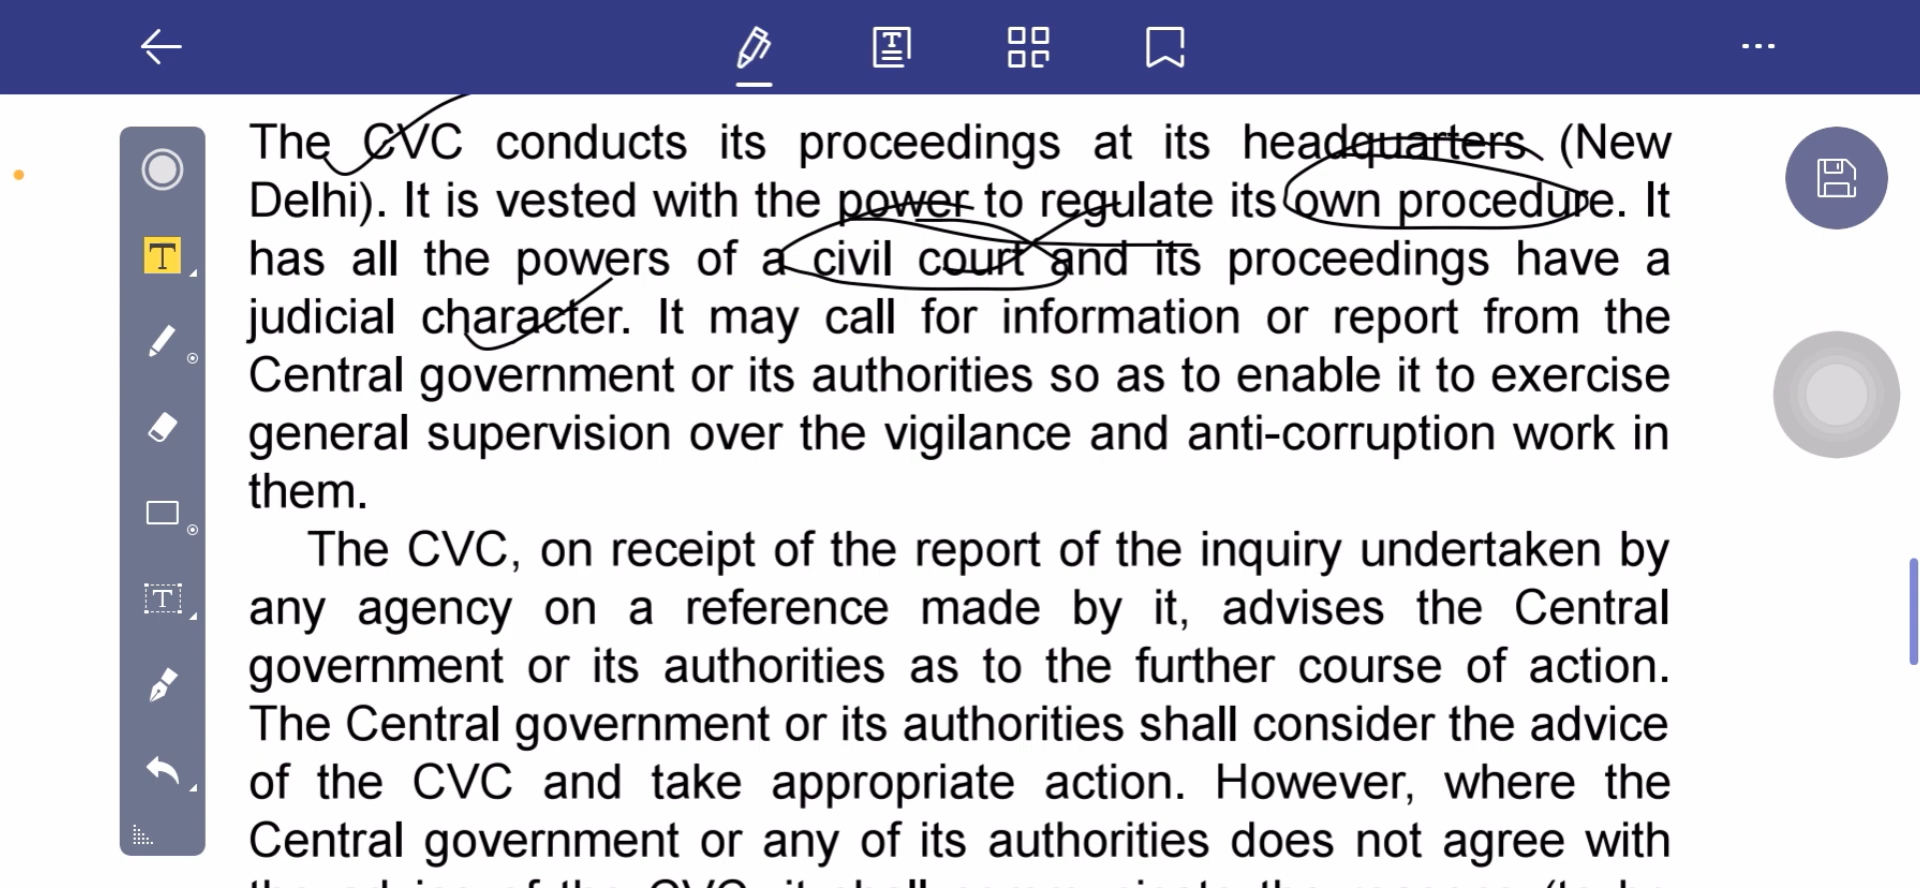 The CVC conducts its proceedings at its headquarters (New
Delhi). It is vested with the power to regulate its own procedure. It
has all the powers of a civil court and its proceedings have a
judicial character. It may call for information or report from the
Central government or its authorities so as to enable it to exercise
general supervision over the vigilance and anti-corruption work in
them.
The CVC, on receipt of the report of the inquiry undertaken by
any agency on a reference made by it, advises the Central
government or its authorities as to the further course of action.
The Central government or its authorities shall consider the advice
of the CVC and take appropriate action. However, where the
Central government or any of its authorities does not agree with